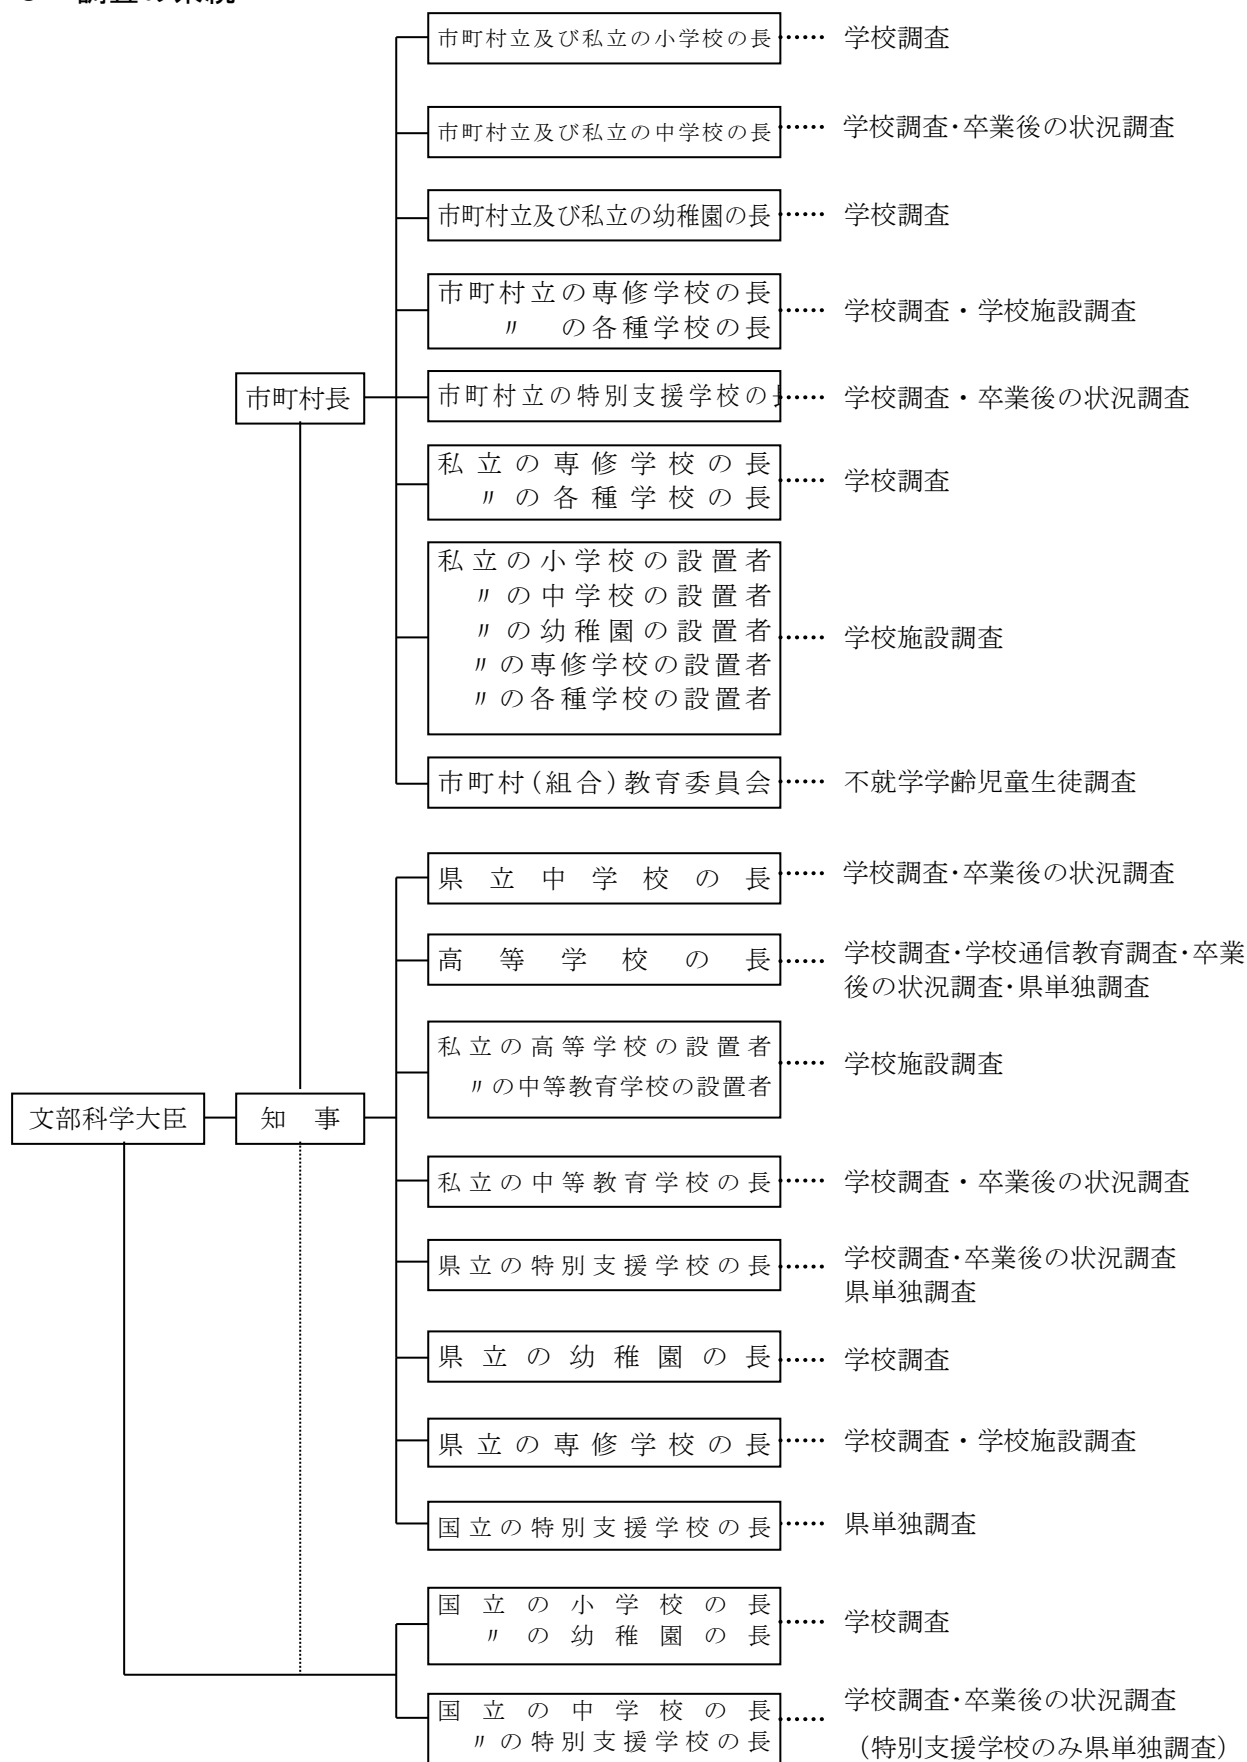 市町村立及び私立の小学校の長 …… 学校調査
市町村立及び私立の中学校の長 …… 学校調査・卒業後の状況調査
市町村立及び私立の幼稚園の長 …… 学校調査
市町村立の専修学校の長
〃 の各種学校の長 …… 学校調査・学校施設調査
市町村長
市町村立の特別支援学校の …… 学校調査・卒業後の状況調査
私立の専修学校の長
〃の各種学校の長 …… 学校調査
私立の小学校の設置者
〃の中学校の設置者
〃の幼稚園の設置者 …… 学校施設調査
〃の専修学校の設置者
〃の各種学校の設置者
市町村(組合)教育委員会 …… 不就学学齢児童生徒調査
県立中学校の長 …… 学校調査・卒業後の状況調査
高等学校の長 …… 学校調査・学校通信教育調査・卒業
後の状況調査・県単独調査
私立の高等学校の設置者
〃の中等教育学校の設置者 …… 学校施設調査
文部科学大臣
知 事
私立の中等教育学校の長 …… 学校調査・卒業後の状況調査
県立の特別支援学校の長 …… 学校調査・卒業後の状況調査
県単独調査
県立の幼稚園の長 …… 学校調査
県立の専修学校の長 …… 学校調査・学校施設調査
国立の特別支援学校の長 …… 県単独調査
国立の小学校の長
〃の幼稚園の長 …… 学校調査
国立の中学校の長 …… 学校調査・卒業後の状況調査
〃の特別支援学校の長 (特別支援学校のみ県単独調査)